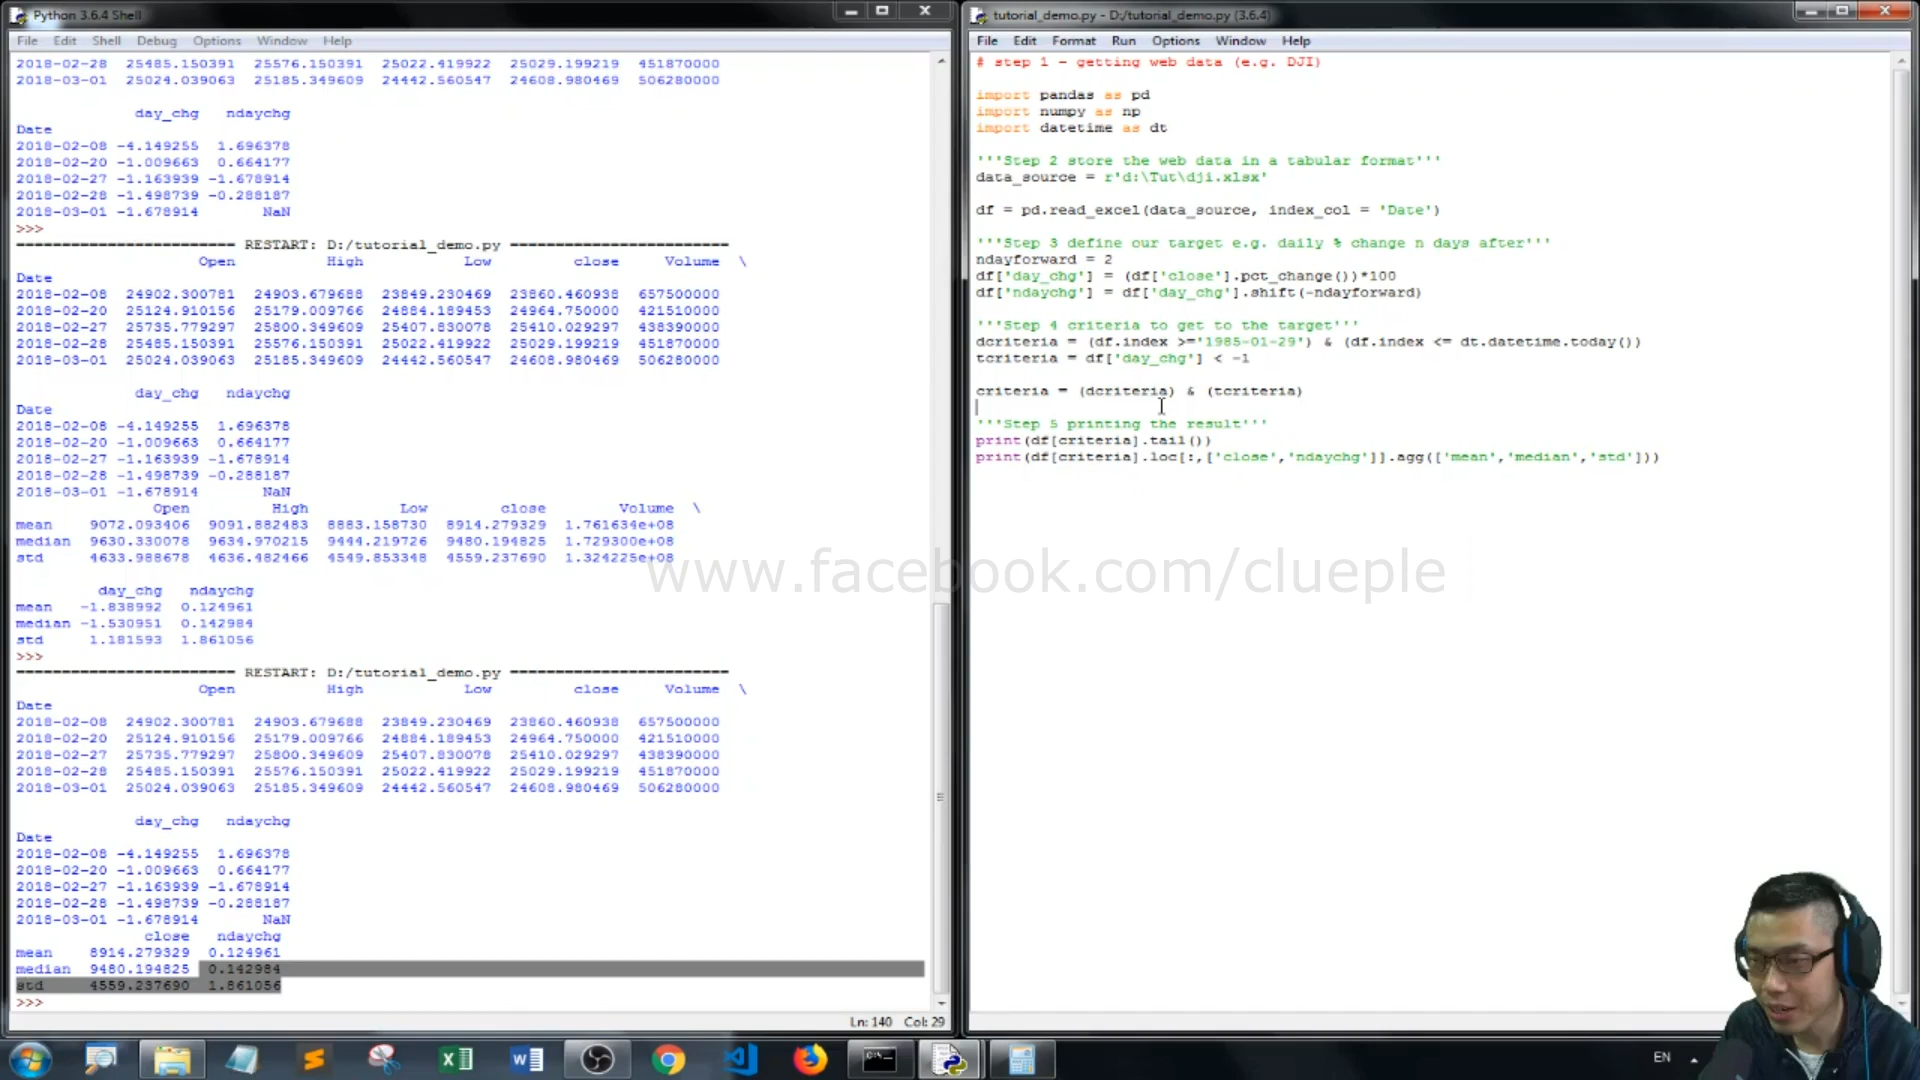 Python 3.6.4 Shell
File Edit Shell Debug Options Window Help
2018-02-28 25485.150391 25576.150391 25022.419922 25029.199219 451870000
2018-03-01 25024.039063 25185.349609 24442.560547 24608.980469 506280000
day_chg ndaychg
Date
2018-02-08 -4.149255 1.696378
2018-02-20 -1.009663 0.664177
2018-02-27 -1.163939 -1.678914
2018-02-28 -1.498739 -0.288187
2018-03-01 -1.678914 NaN
>>>
======================== RESTART: D:/tutorial_demo.py ========================
Open High Low close Volume \
Date
2018-02-08 24902.300781 24903.679688 23849.230469 23860.460938 657500000
2018-02-20 25124.910156 25179.009766 24884.189453 24964.750000 421510000
2018-02-27 25735.779297 25800.349609 25407.830078 25410.029297 438390000
2018-02-28 25485.150391 25576.150391 25022.419922 25029.199219 451870000
2018-03-01 25024.039063 25185.349609 24442.560547 24608.980469 506280000
day_chg ndaychg
Date
2018-02-08 -4.149255 1.696378
2018-02-20 -1.009663 0.664177
2018-02-27 -1.163939 -1.678914
2018-02-28 -1.498739 -0.288187
2018-03-01 -1.678914 NaN
Open High Low close Volume \
mean 9072.093406 9091.882483 8883.158730 8914.279329 1.761634e+08
median 9630.330078 9634.970215 9444.219726 9480.194825 1.729300e+08
std 4633.988678 4636.482466 4549.853348 4559.237690 1.324225e+08
day_chg ndaychg
mean -1.838992 0.124961
median -1.530951 0.142984
std 1.181593 1.861056
>>>
======================== RESTART: D:/tutorial_demo.py ========================
Open High Low close Volume \
Date
2018-02-08 24902.300781 24903.679688 23849.230469 23860.460938 657500000
2018-02-20 25124.910156 25179.009766 24884.189453 24964.750000 421510000
2018-02-27 25735.779297 25800.349609 25407.830078 25410.029297 438390000
2018-02-28 25485.150391 25576.150391 25022.419922 25029.199219 451870000
2018-03-01 25024.039063 25185.349609 24442.560547 24608.980469 506280000
day_chg ndaychg
Date
2018-02-08 -4.149255 1.696378
2018-02-20 -1.009663 0.664177
2018-02-27 -1.163939 -1.678914
2018-02-28 -1.498739 -0.288187
2018-03-01 -1.678914 NaN
close ndaychg
mean 8914.279329 0.124961
median 9480.194825 0.142984
std 4559.237690 1.861056
>>>
Ln: 140 Col: 29
tutorial_demo.py - D:/tutorial_demo.py (3.6.4)
File Edit Format Run Options Window Help
# step 1 - getting web data (e.g. DJI)
import pandas as pd
import numpy as np
import datetime as dt
'''Step 2 store the web data in a tabular format'''
data_source = r'd:\Tut\dji.xlsx'
df = pd.read_excel(data_source, index_col = 'Date')
'''Step 3 define our target e.g. daily % change n days after'''
ndayforward = 2
df['day_chg'] = (df['close'].pct_change())*100
df['ndaychg'] = df['day_chg'].shift(-ndayforward)
'''Step 4 criteria to get to the target'''
dcriteria = (df.index >='1985-01-29') & (df.index <= dt.datetime.today())
tcriteria = df['day_chg'] < -1
criteria = (dcriteria) & (tcriteria)
'''Step 5 printing the result'''
print(df[criteria].tail())
print(df[criteria].loc[:,['close','ndaychg']].agg(['mean','median','std']))
www.facebook.com/clueple
EN